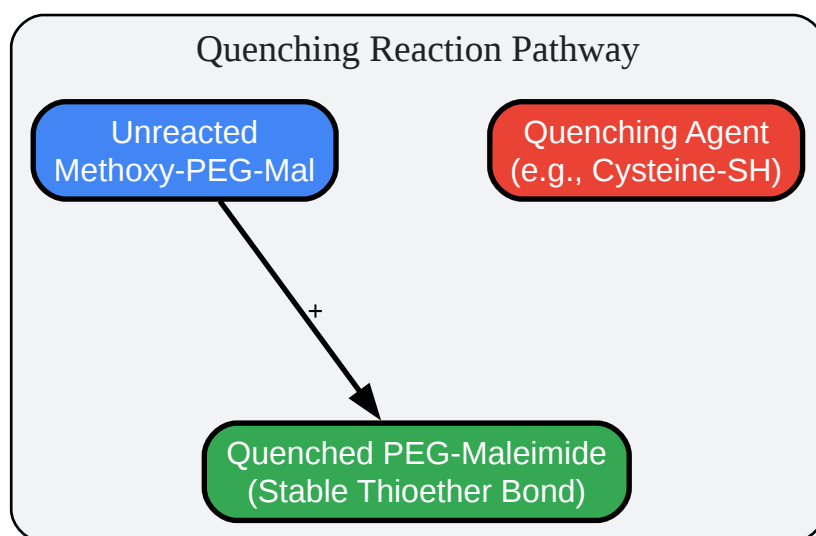 Quenching Reaction Pathway
Unreacted
Methoxy-PEG-Mal
Quenching Agent
(e.g., Cysteine-SH)
+
Quenched PEG-Maleimide
(Stable Thioether Bond)